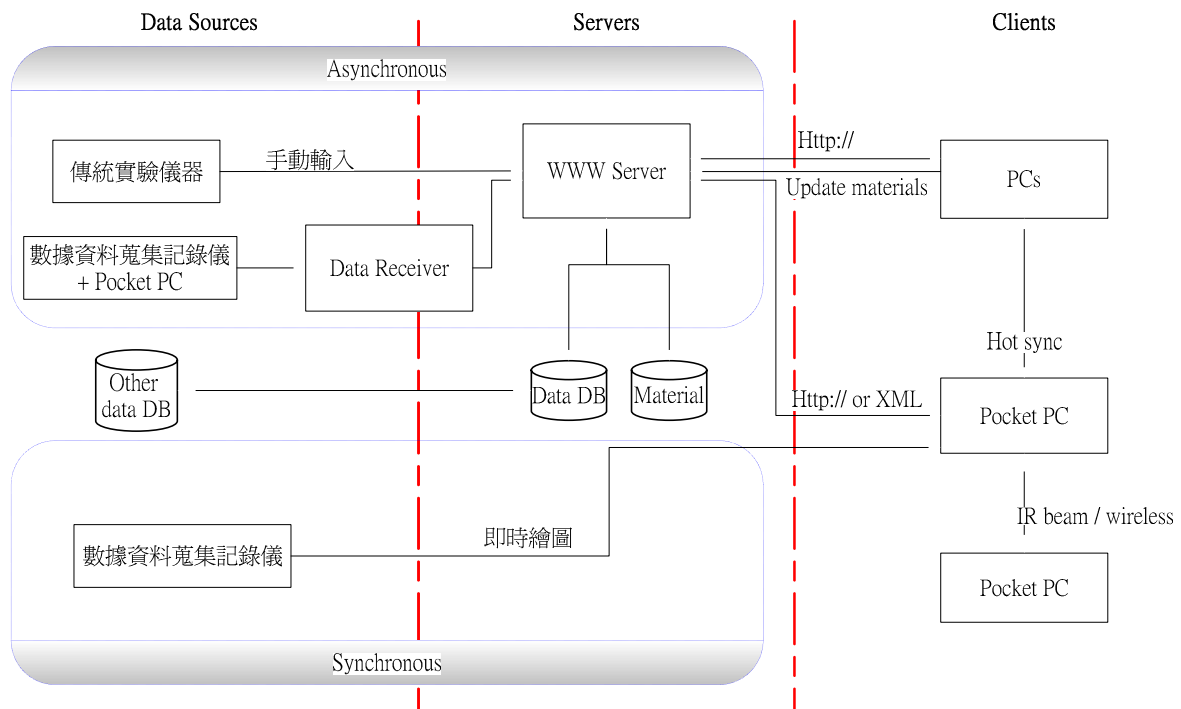 Data Sources
Servers
Clients
Asynchronous
傳統實驗儀器
手動輸入
WWW Server
Http://
Update materials
PCs
數據資料蒐集記錄儀
+ Pocket PC
Data Receiver
Hot sync
Other
data DB
Data DB
Material
Http:// or XML
Pocket PC
IR beam / wireless
即時繪圖
數據資料蒐集記錄儀
Pocket PC
Synchronous